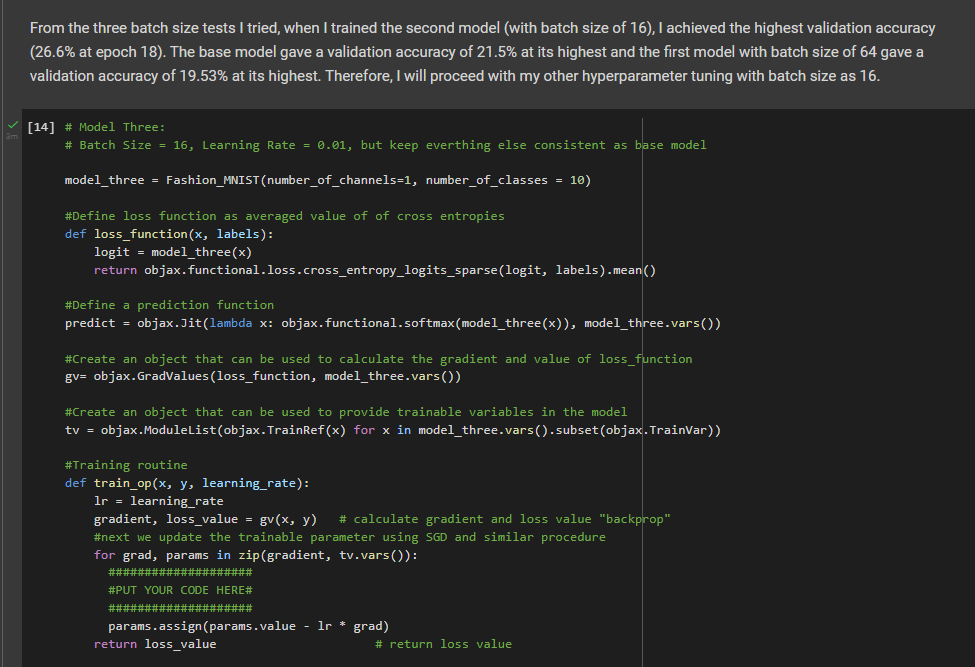 From the three batch size tests I tried, when I trained the second model (with batch size of 16), I achieved the highest validation accuracy
(26.6% at epoch 18). The base model gave a validation accuracy of 21.5% at its highest and the first model with batch size of 64 gave a
validation accuracy of 19.53% at its highest. Therefore, I will proceed with my other hyperparameter tuning with batch size as 16.
[14] # Model Three:
3m
# Batch Size = 16, Learning Rate = 0.01, but keep everthing else consistent as base model
model_three = Fashion_MNIST(number_of_channels=1, number_of_classes = 10)
#Define loss function as averaged value of of cross entropies
def loss_function(x, labels):
    logit = model_three(x)
    return objax.functional.loss.cross_entropy_logits_sparse(logit, labels).mean()
#Define a prediction function
predict = objax.Jit(lambda x: objax.functional.softmax(model_three(x)), model_three.vars())
#Create an object that can be used to calculate the gradient and value of loss_function
gv= objax.GradValues(loss_function, model_three.vars())
#Create an object that can be used to provide trainable variables in the model
tv = objax.ModuleList(objax.TrainRef(x) for x in model_three.vars().subset(objax.TrainVar))
#Training routine
def train_op(x, y, learning_rate):
    lr = learning_rate
    gradient, loss_value = gv(x, y)   # calculate gradient and loss value "backprop"
    #next we update the trainable parameter using SGD and similar procedure
    for grad, params in zip(gradient, tv.vars()):
      ####################
      #PUT YOUR CODE HERE#
      ####################
      params.assign(params.value - lr * grad)
    return loss_value                      # return loss value